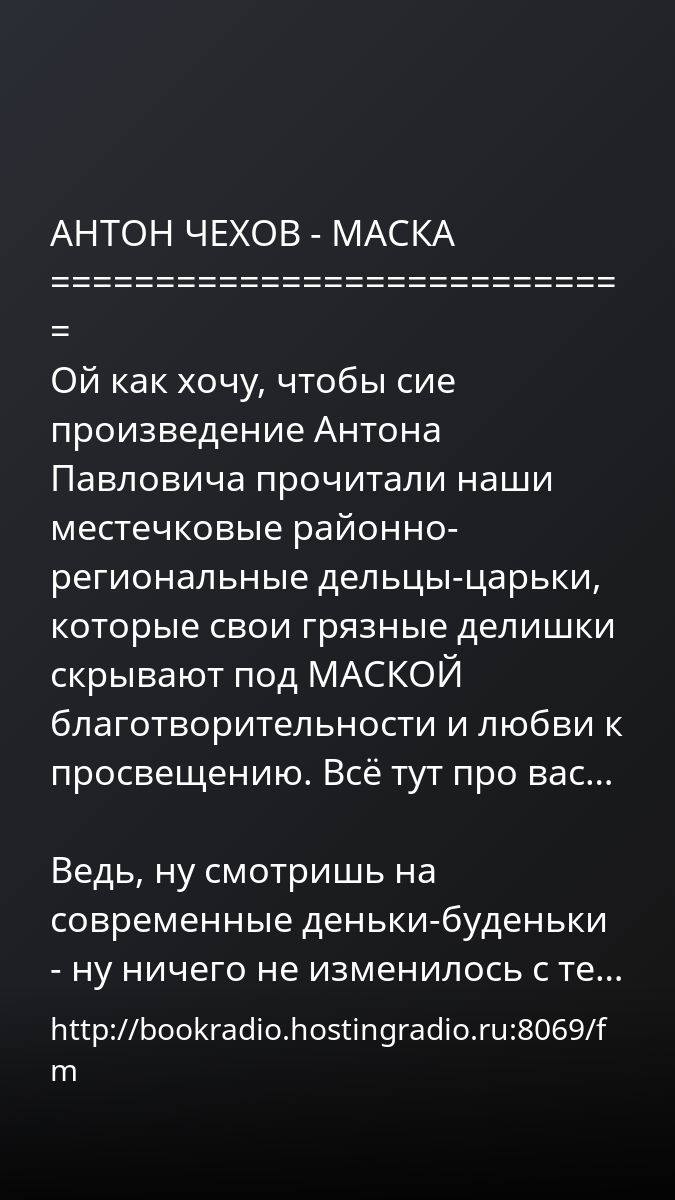 АНТОН ЧЕХОВ - МАСКА
===========================
=
Ой как хочу, чтобы сие
произведение Антона
Павловича прочитали наши
местечковые районно-
региональные дельцы-царьки,
которые свои грязные делишки
скрывают под МАСКОЙ
благотворительности и любви к
просвещению. Всё тут про вас...

Ведь, ну смотришь на
современные деньки-буденьки
- ну ничего не изменилось с те...
http://bookradio.hostingradio.ru:8069/f
m